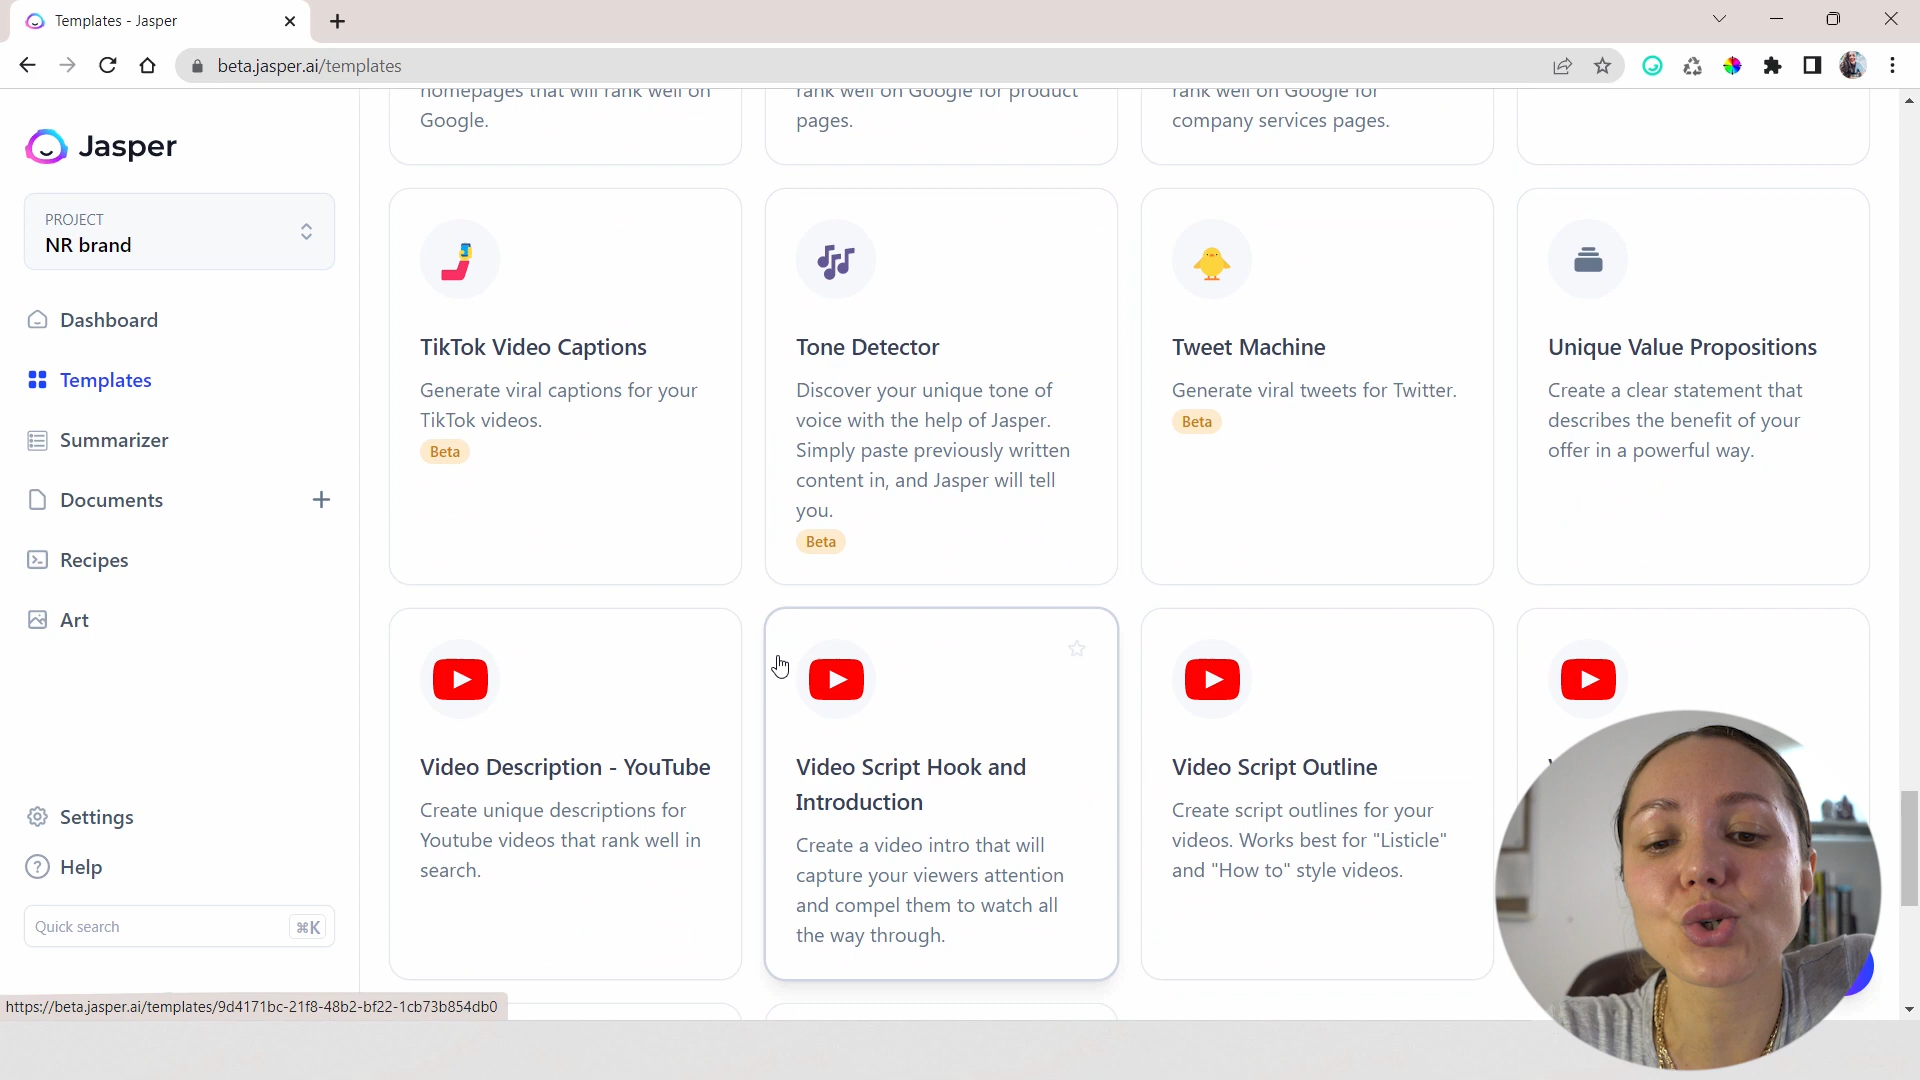 Templates - Jasper
beta.jasper.ai/templates
Jasper
PROJECT
NR brand
Dashboard
Templates
Summarizer
Documents
Recipes
Art
Settings
Help
Quick search
⌘K
homepages that will rank well on
Google.
rank well on Google for product
pages.
rank well on Google for
company services pages.
TikTok Video Captions
Generate viral captions for your
TikTok videos.
Beta
Tone Detector
Discover your unique tone of
voice with the help of Jasper.
Simply paste previously written
content in, and Jasper will tell
you.
Beta
Tweet Machine
Generate viral tweets for Twitter.
Beta
Unique Value Propositions
Create a clear statement that
describes the benefit of your
offer in a powerful way.
Video Description - YouTube
Create unique descriptions for
Youtube videos that rank well in
search.
Video Script Hook and
Introduction
Create a video intro that will
capture your viewers attention
and compel them to watch all
the way through.
Video Script Outline
Create script outlines for your
videos. Works best for "Listicle"
and "How to" style videos.
https://beta.jasper.ai/templates/9d4171bc-21f8-48b2-bf22-1cb73b854db0